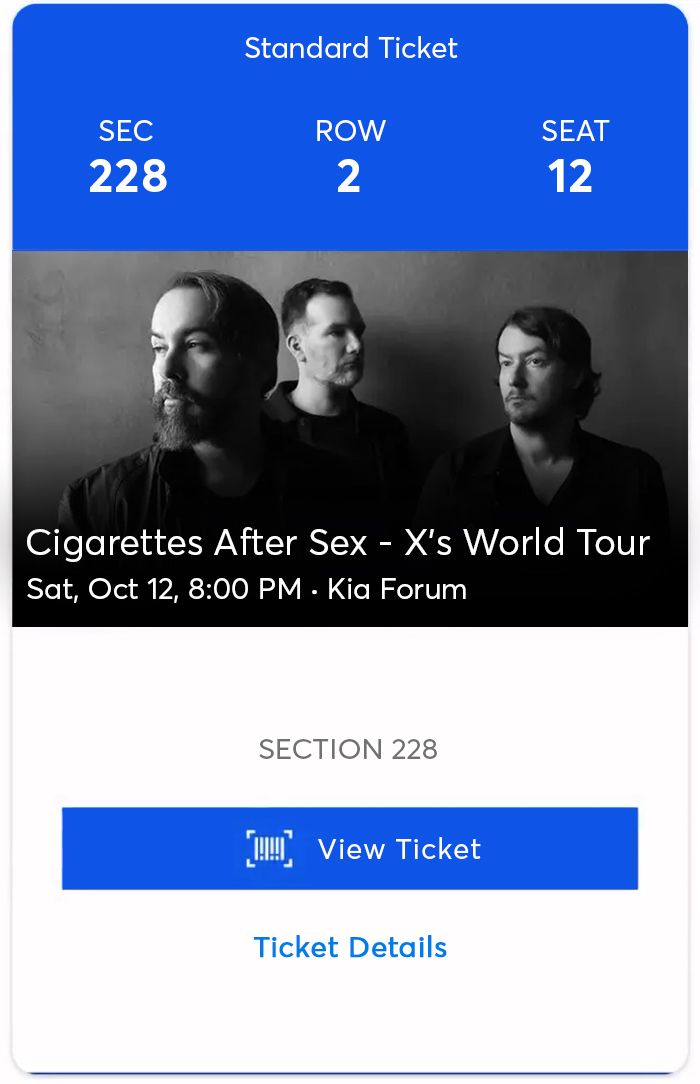 Standard Ticket
SEC ROW SEAT
228 2 12
Cigarettes After Sex - X's World Tour
Sat, Oct 12, 8:00 PM • Kia Forum
SECTION 228
View Ticket
Ticket Details